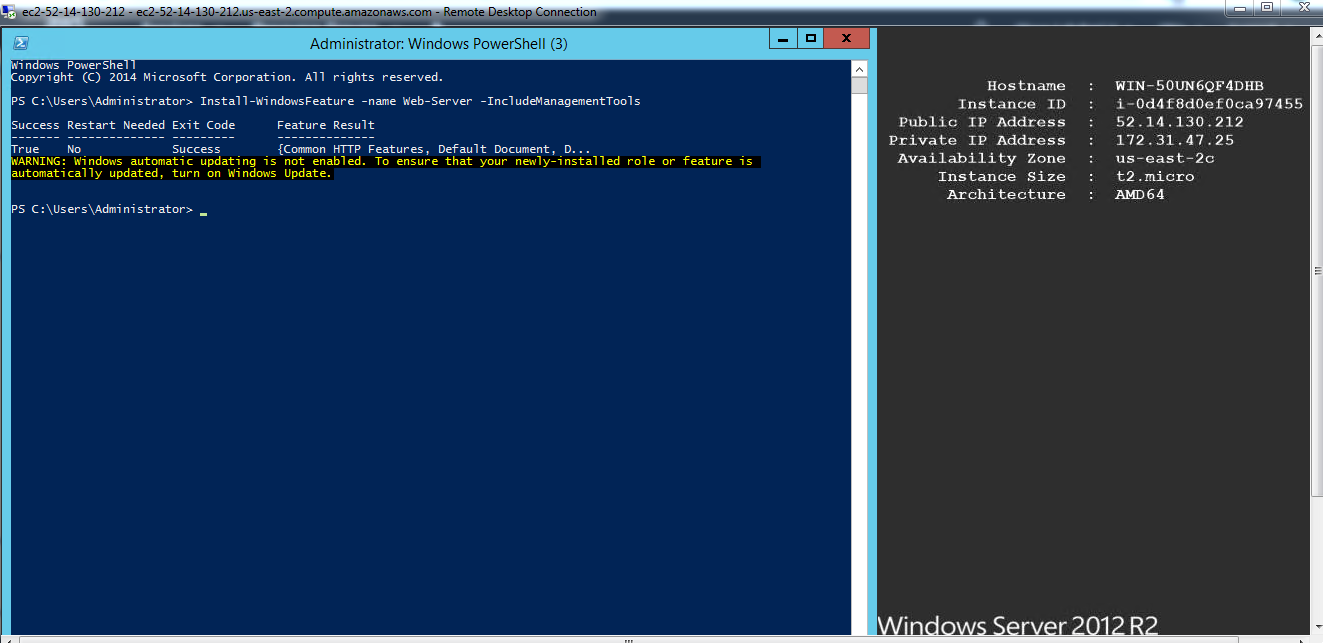 ec2-52-14-130-212 - ec2-52-14-130-212.us-east-2.compute.amazonaws.com - Remote Desktop Connection
Administrator: Windows PowerShell (3)
Windows PowerShell
Copyright (C) 2014 Microsoft Corporation. All rights reserved.
PS C:\Users\Administrator> Install-WindowsFeature -name Web-Server -IncludeManagementTools
Success Restart Needed Exit Code      Feature Result
------- -------------- ---------      --------------
True    No             Success        {Common HTTP Features, Default Document, D...
WARNING: Windows automatic updating is not enabled. To ensure that your newly-installed role or feature is
automatically updated, turn on Windows Update.
PS C:\Users\Administrator> _
Hostname : WIN-50UN6QF4DHB
Instance ID : i-0d4f8d0ef0ca97455
Public IP Address : 52.14.130.212
Private IP Address : 172.31.47.25
Availability Zone : us-east-2c
Instance Size : t2.micro
Architecture : AMD64
Windows Server 2012 R2